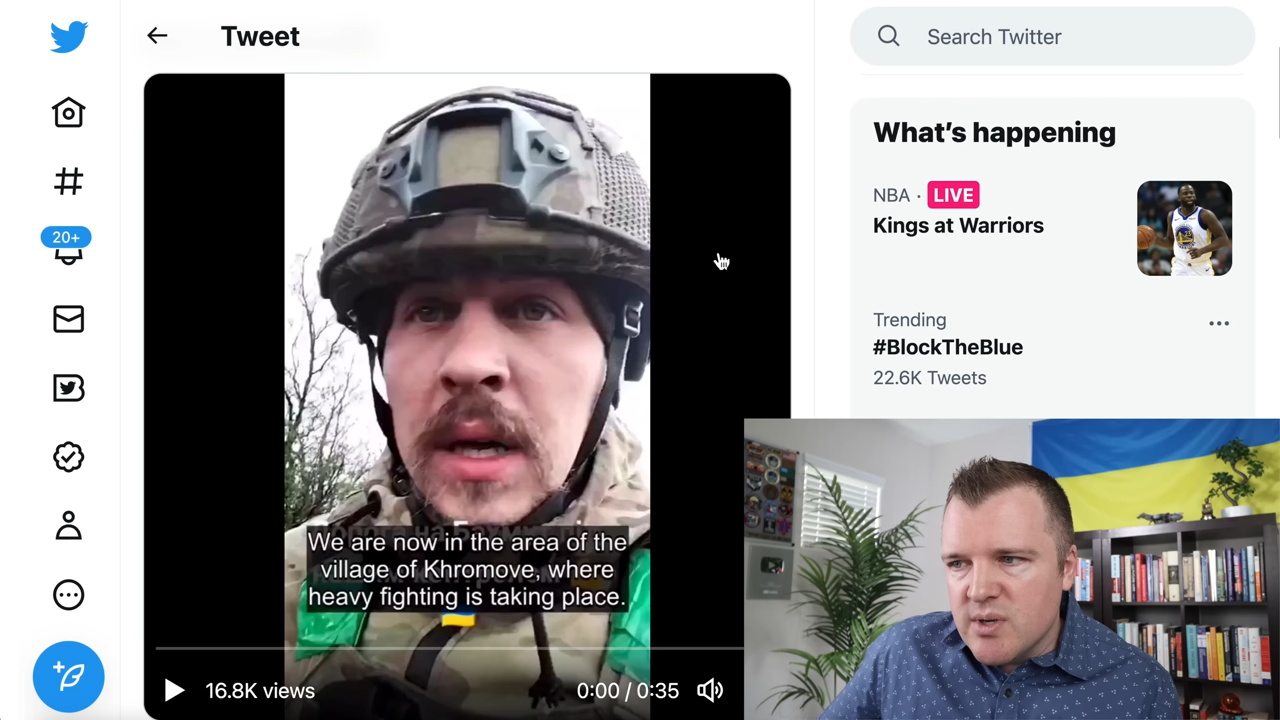 Tweet
Search Twitter
20+
What's happening
NBA · LIVE
Kings at Warriors
Trending
#BlockTheBlue
22.6K Tweets
We are now in the area of the
village of Khromove, where
heavy fighting is taking place.
16.8K views
0:00 / 0:35